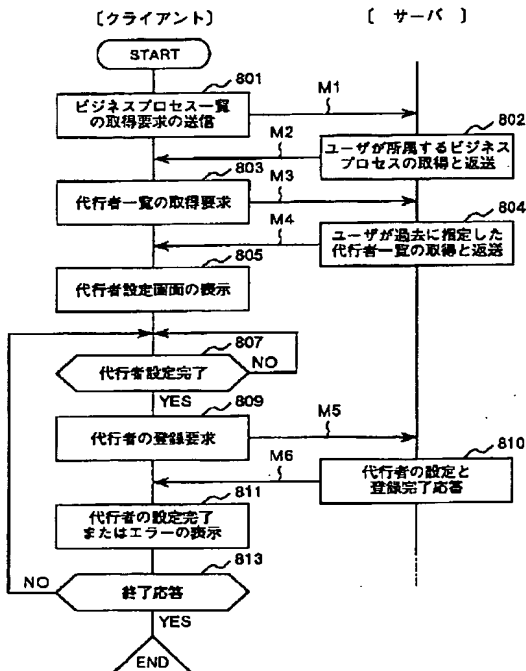 〔クライアント〕
〔 サーバ 〕
START
801
ビジネスプロセス一覧
の取得要求の送信
M1
802
ユーザが所属するビジネス
プロセスの取得と返送
M2
803
代行者一覧の取得要求
M3
804
ユーザが過去に指定した
代行者一覧の取得と返送
M4
805
代行者設定画面の表示
807
代行者設定完了
NO
YES
809
代行者の登録要求
M5
810
代行者の設定と
登録完了応答
M6
811
代行者の設定完了
またはエラーの表示
813
終了応答
NO
YES
END